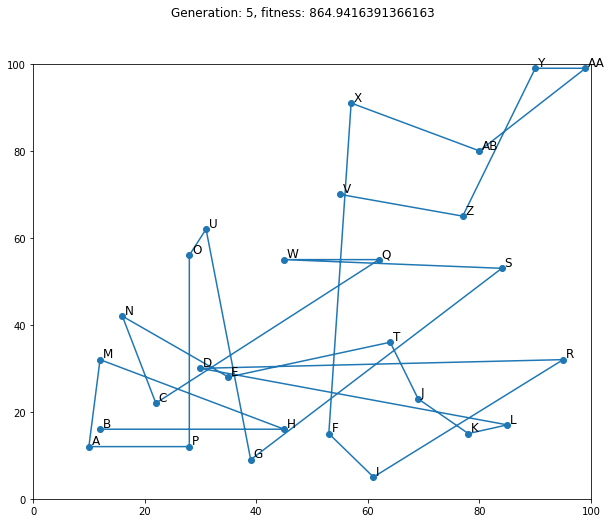 Generation: 5, fitness: 864.9416391366163
100
Y
AA
X
80
AB
V
Z
U
60
O
W
Q
S
40
N
T
M
R
D
E
20
C
J
B
H
F
K
L
A
P
G
I
0
0
20
40
60
80
100